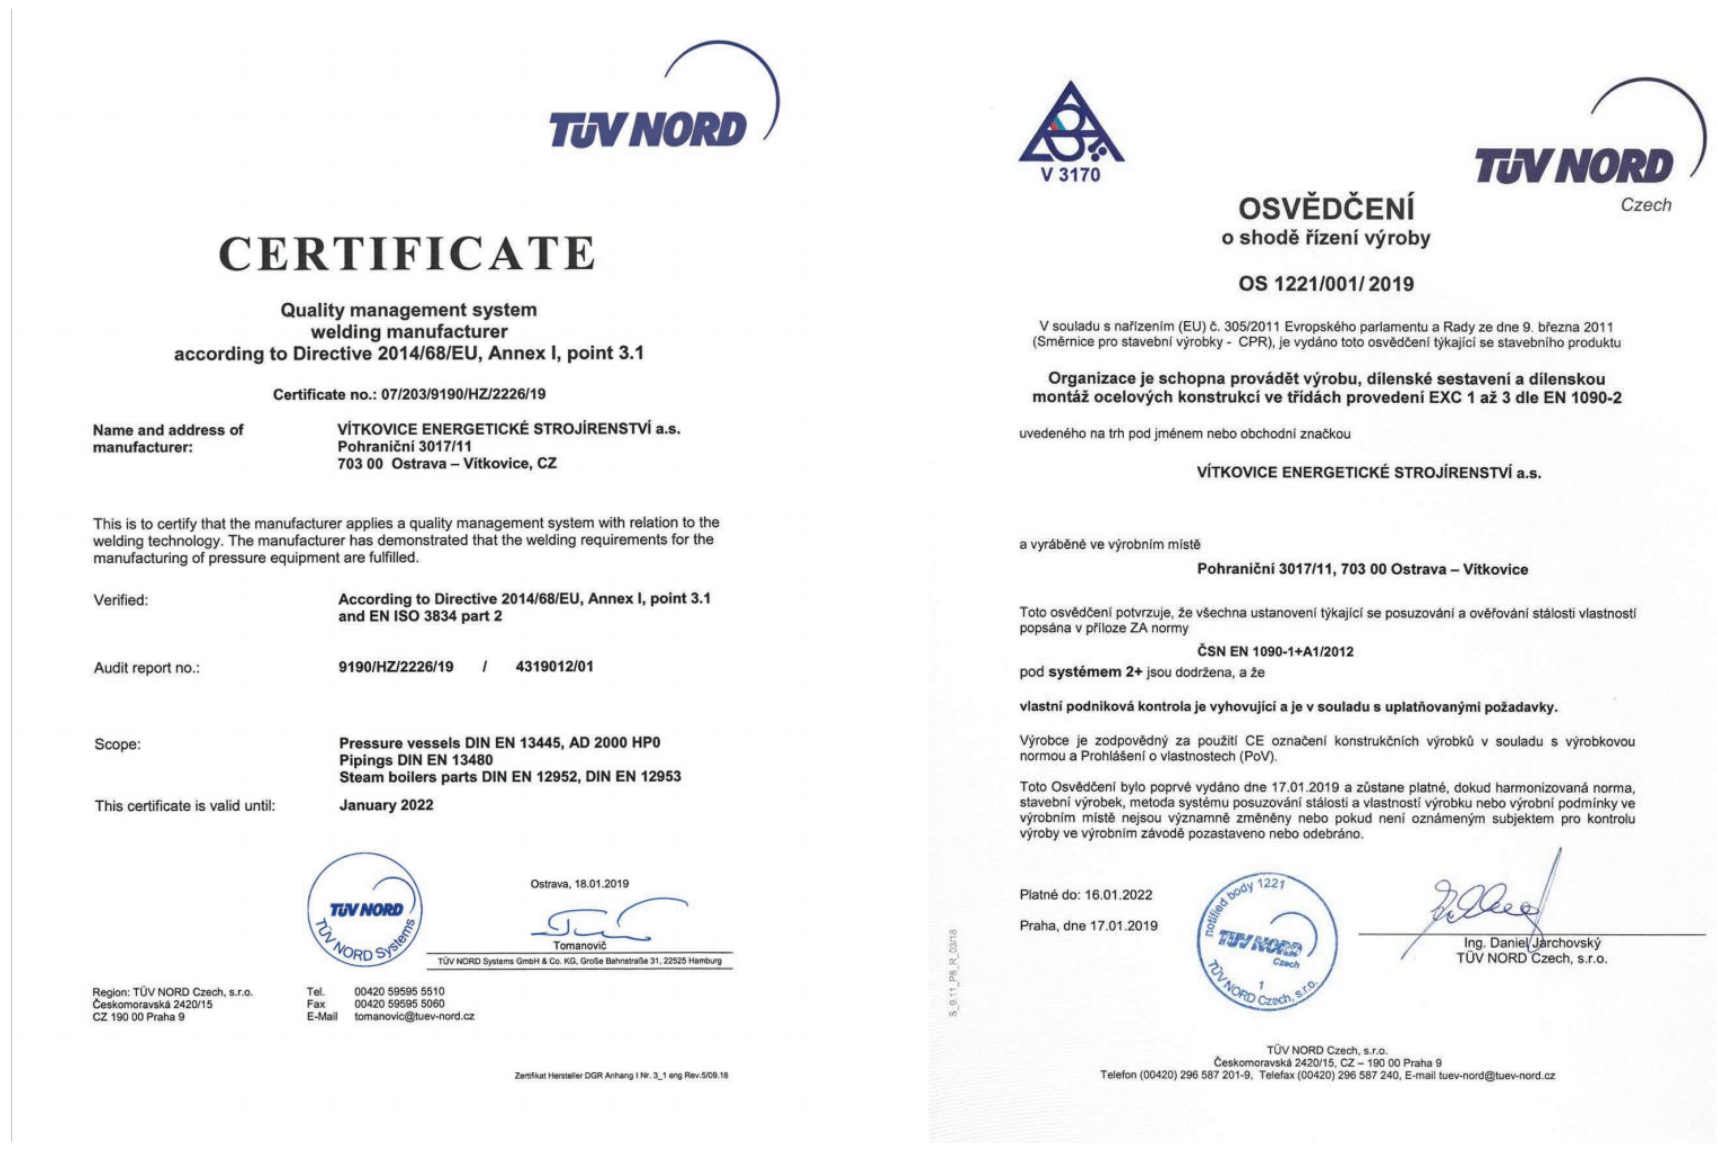 TÜV NORD
CERTIFICATE
Quality management system
welding manufacturer
according to Directive 2014/68/EU, Annex I, point 3.1
Certificate no.: 07/203/9190/HZ/2226/19
Name and address of
manufacturer:
VÍTKOVICE ENERGETICKÉ STROJÍRENSTVÍ a.s.
Pohraniční 3017/11
703 00 Ostrava – Vítkovice, CZ
This is to certify that the manufacturer applies a quality management system with relation to the
welding technology. The manufacturer has demonstrated that the welding requirements for the
manufacturing of pressure equipment are fulfilled.
Verified:
According to Directive 2014/68/EU, Annex I, point 3.1
and EN ISO 3834 part 2
Audit report no.:
9190/HZ/2226/19 / 4319012/01
Scope:
Pressure vessels DIN EN 13445, AD 2000 HP0
Pipings DIN EN 13480
Steam boilers parts DIN EN 12952, DIN EN 12953
This certificate is valid until:
January 2022
TÜV NORD
TÜV NORD Systems
Ostrava, 18.01.2019
Tomanovič
TÜV NORD Systems GmbH & Co. KG, Große Bahnstraße 31, 22525 Hamburg
Region: TÜV NORD Czech, s.r.o.
Českomoravská 2420/15
CZ 190 00 Praha 9
Tel. 00420 59595 5510
Fax 00420 59595 5060
E-Mail tomanovic@tuev-nord.cz
Zertifikat Hersteller DGR Anhang I Nr. 3_1 eng Rev.5/09.18
V 3170
TÜV NORD
Czech
OSVĚDČENÍ
o shodě řízení výroby
OS 1221/001/ 2019
V souladu s nařízením (EU) č. 305/2011 Evropského parlamentu a Rady ze dne 9. března 2011
(Směrnice pro stavební výrobky - CPR), je vydáno toto osvědčení týkající se stavebního produktu
Organizace je schopna provádět výrobu, dílenské sestavení a dílenskou
montáž ocelových konstrukcí ve třídách provedení EXC 1 až 3 dle EN 1090-2
uvedeného na trh pod jménem nebo obchodní značkou
VÍTKOVICE ENERGETICKÉ STROJÍRENSTVÍ a.s.
a vyráběné ve výrobním místě
Pohraniční 3017/11, 703 00 Ostrava – Vítkovice
Toto osvědčení potvrzuje, že všechna ustanovení týkající se posuzování a ověřování stálosti vlastností
popsána v příloze ZA normy
ČSN EN 1090-1+A1/2012
pod systémem 2+ jsou dodržena, a že
vlastní podniková kontrola je vyhovující a je v souladu s uplatňovanými požadavky.
Výrobce je zodpovědný za použití CE označení konstrukčních výrobků v souladu s výrobkovou
normou a Prohlášení o vlastnostech (PoV).
Toto Osvědčení bylo poprvé vydáno dne 17.01.2019 a zůstane platné, dokud harmonizovaná norma,
stavební výrobek, metoda systému posuzování stálosti a vlastností výrobku nebo výrobní podmínky ve
výrobním místě nejsou významně změněny nebo pokud není oznámeným subjektem pro kontrolu
výroby ve výrobním závodě pozastaveno nebo odebráno.
Platné do: 16.01.2022
Praha, dne 17.01.2019
notified body 1221
TÜV NORD
Czech
1
TÜV NORD Czech, s.r.o.
Ing. Daniel Jarchovský
TÜV NORD Czech, s.r.o.
S_9.11_P8_R_03/18
TÜV NORD Czech, s.r.o.
Českomoravská 2420/15, CZ – 190 00 Praha 9
Telefon (00420) 296 587 201-9, Telefax (00420) 296 587 240, E-mail tuev-nord@tuev-nord.cz